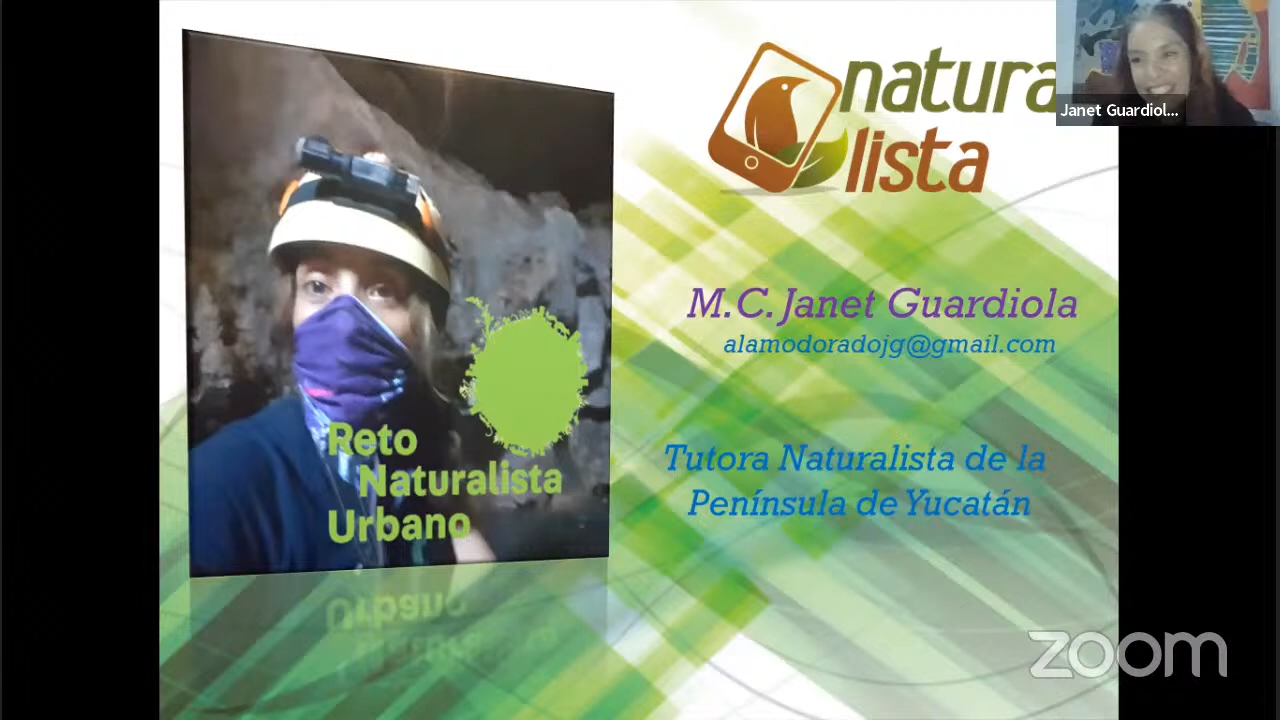 natura
lista
Janet Guardiol...
M.C. Janet Guardiola
alamodoradojg@gmail.com
Reto
Naturalista
Urbano
Tutora Naturalista de la
Península de Yucatán
zoom